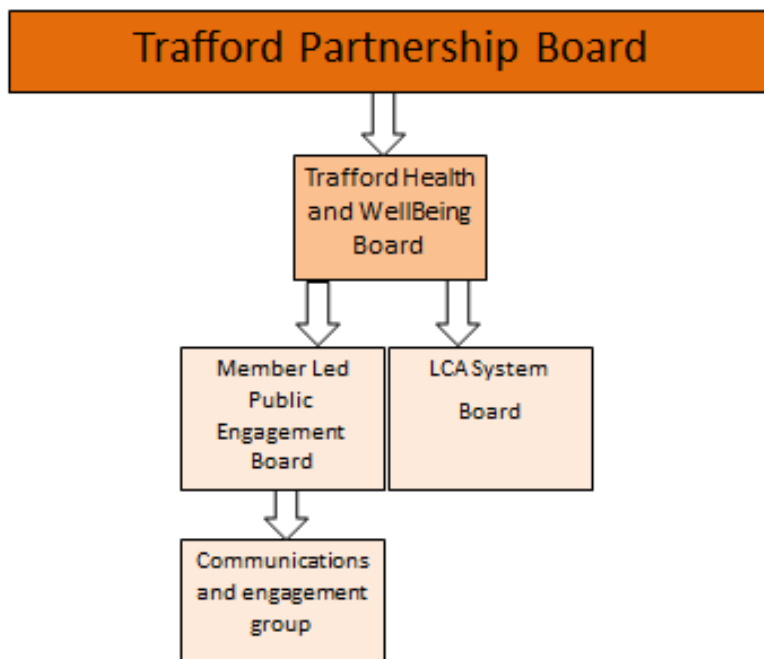 Trafford Partnership Board
Trafford Health
and WellBeing
Board
Member Led
Public
Engagement
Board
LCA System
Board
Communications
and engagement
group